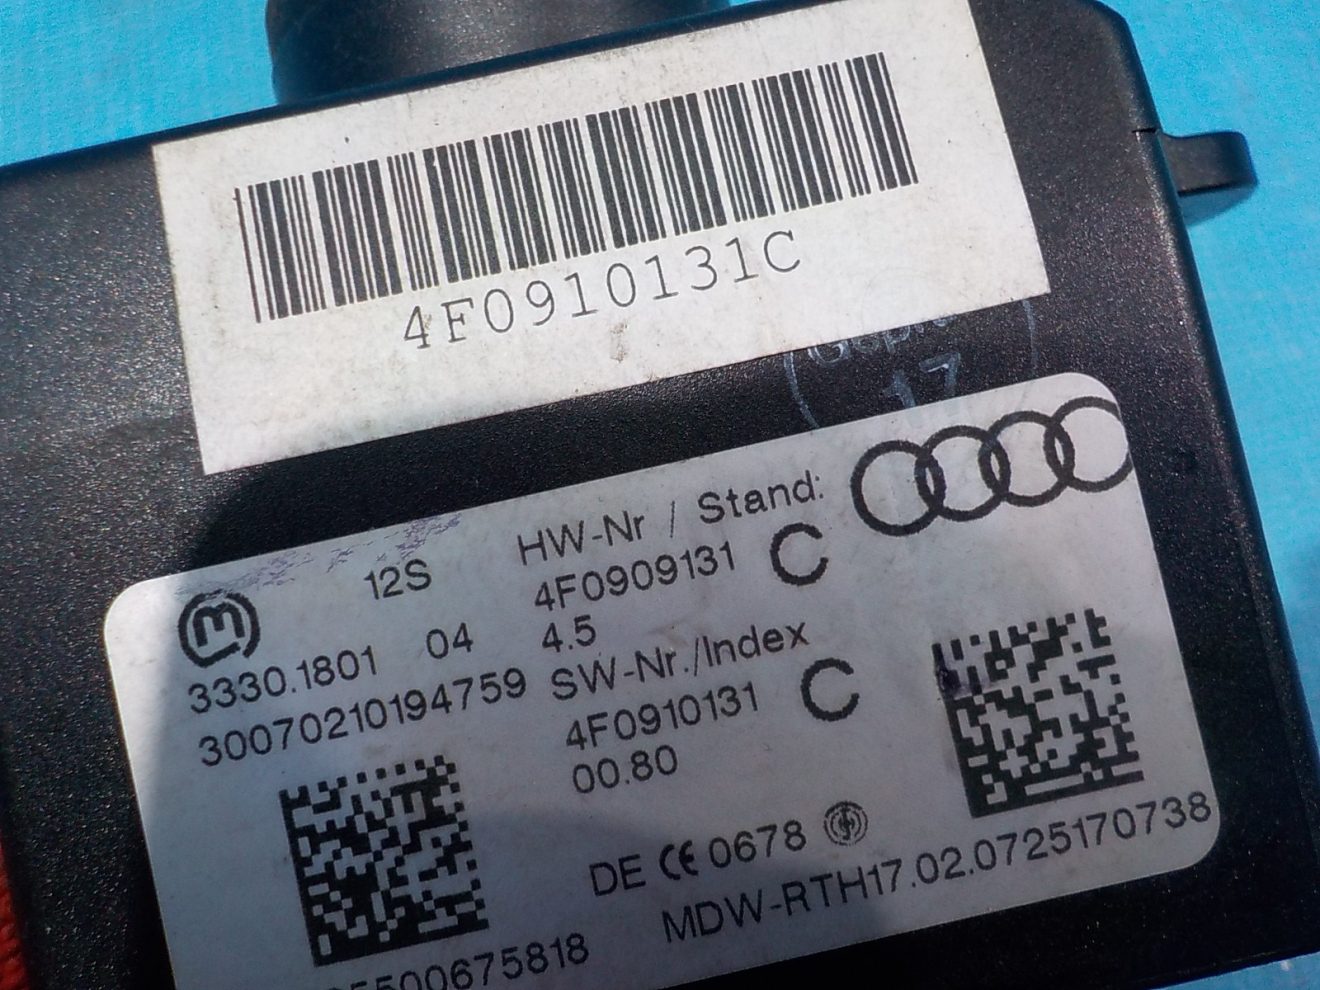 4F0910131C
17
HW-Nr / Stand:
12S
4F0909131 C
3330.1801 04
4.5
30070210194759
SW-Nr./Index
4F0910131 C
00.80
DE CE 0678
MDW-RTH17.02.0725170738
5500675818